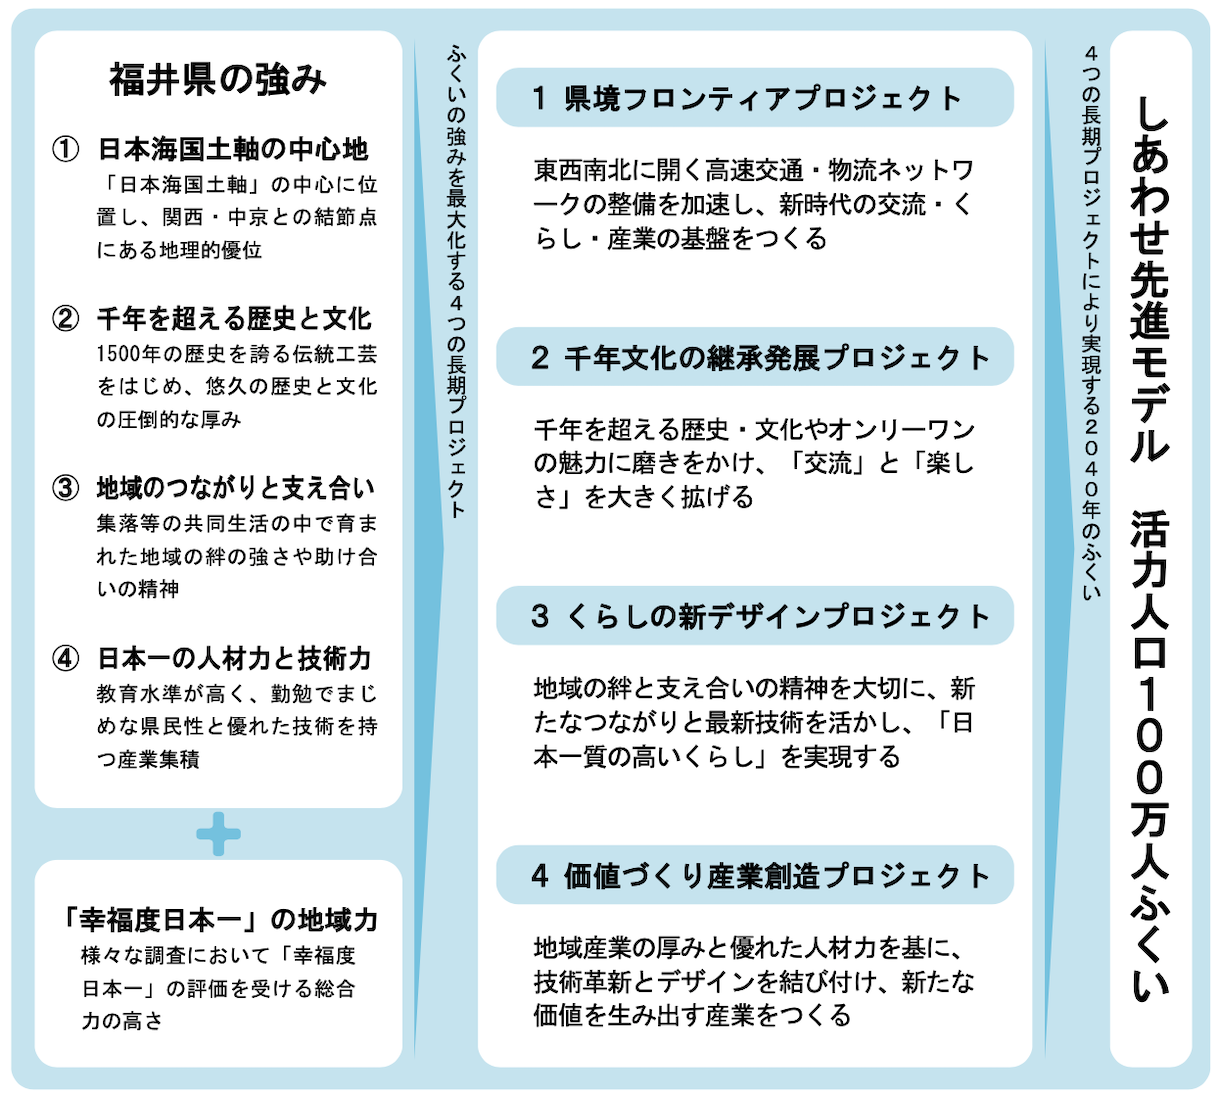 福井県の強み
① 日本海国土軸の中心地
「日本海国土軸」の中心に位
置し、関西・中京との結節点
にある地理的優位
② 千年を超える歴史と文化
1500年の歴史を誇る伝統工芸
をはじめ、悠久の歴史と文化
の圧倒的な厚み
③ 地域のつながりと支え合い
集落等の共同生活の中で育ま
れた地域の絆の強さや助け合
いの精神
④ 日本一の人材力と技術力
教育水準が高く、勤勉でまじ
めな県民性と優れた技術を持
つ産業集積
「幸福度日本一」の地域力
様々な調査において「幸福度
日本一」の評価を受ける総合
力の高さ
ふくいの強みを最大化する4つの長期プロジェクト
1 県境フロンティアプロジェクト
東西南北に開く高速交通・物流ネットワ
ークの整備を加速し、新時代の交流・く
らし・産業の基盤をつくる
2 千年文化の継承発展プロジェクト
千年を超える歴史・文化やオンリーワン
の魅力に磨きをかけ、「交流」と「楽し
さ」を大きく拡げる
3 くらしの新デザインプロジェクト
地域の絆と支え合いの精神を大切に、新
たなつながりと最新技術を活かし、「日
本一質の高いくらし」を実現する
4 価値づくり産業創造プロジェクト
地域産業の厚みと優れた人材力を基に、
技術革新とデザインを結び付け、新たな
価値を生み出す産業をつくる
4つの長期プロジェクトにより実現する2040年のふくい
しあわせ先進モデル 活力人口100万人ふくい